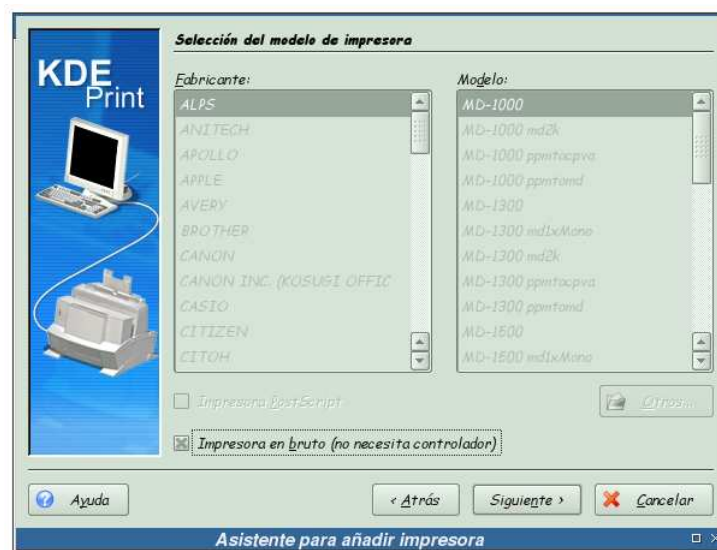 KDE
Print
Selección del modelo de impresora
Fabricante:
ALPS
ANITECH
APOLLO
APPLE
AVERY
BROTHER
CANON
CANON INC. (KOSUGI OFFIC
CASIO
CITIZEN
CITOH
Modelo:
MD-1000
MD-1000 md2k
MD-1000 ppmtocpva
MD-1000 ppmtomd
MD-1300
MD-1300 md1xMono
MD-1300 md2k
MD-1300 ppmtocpva
MD-1300 ppmtomd
MD-1500
MD-1500 md1xMono
Impresora PostScript
Otros...
Impresora en bruto (no necesita controlador)
Ayuda
< Atrás
Siguiente >
Cancelar
Asistente para añadir impresora